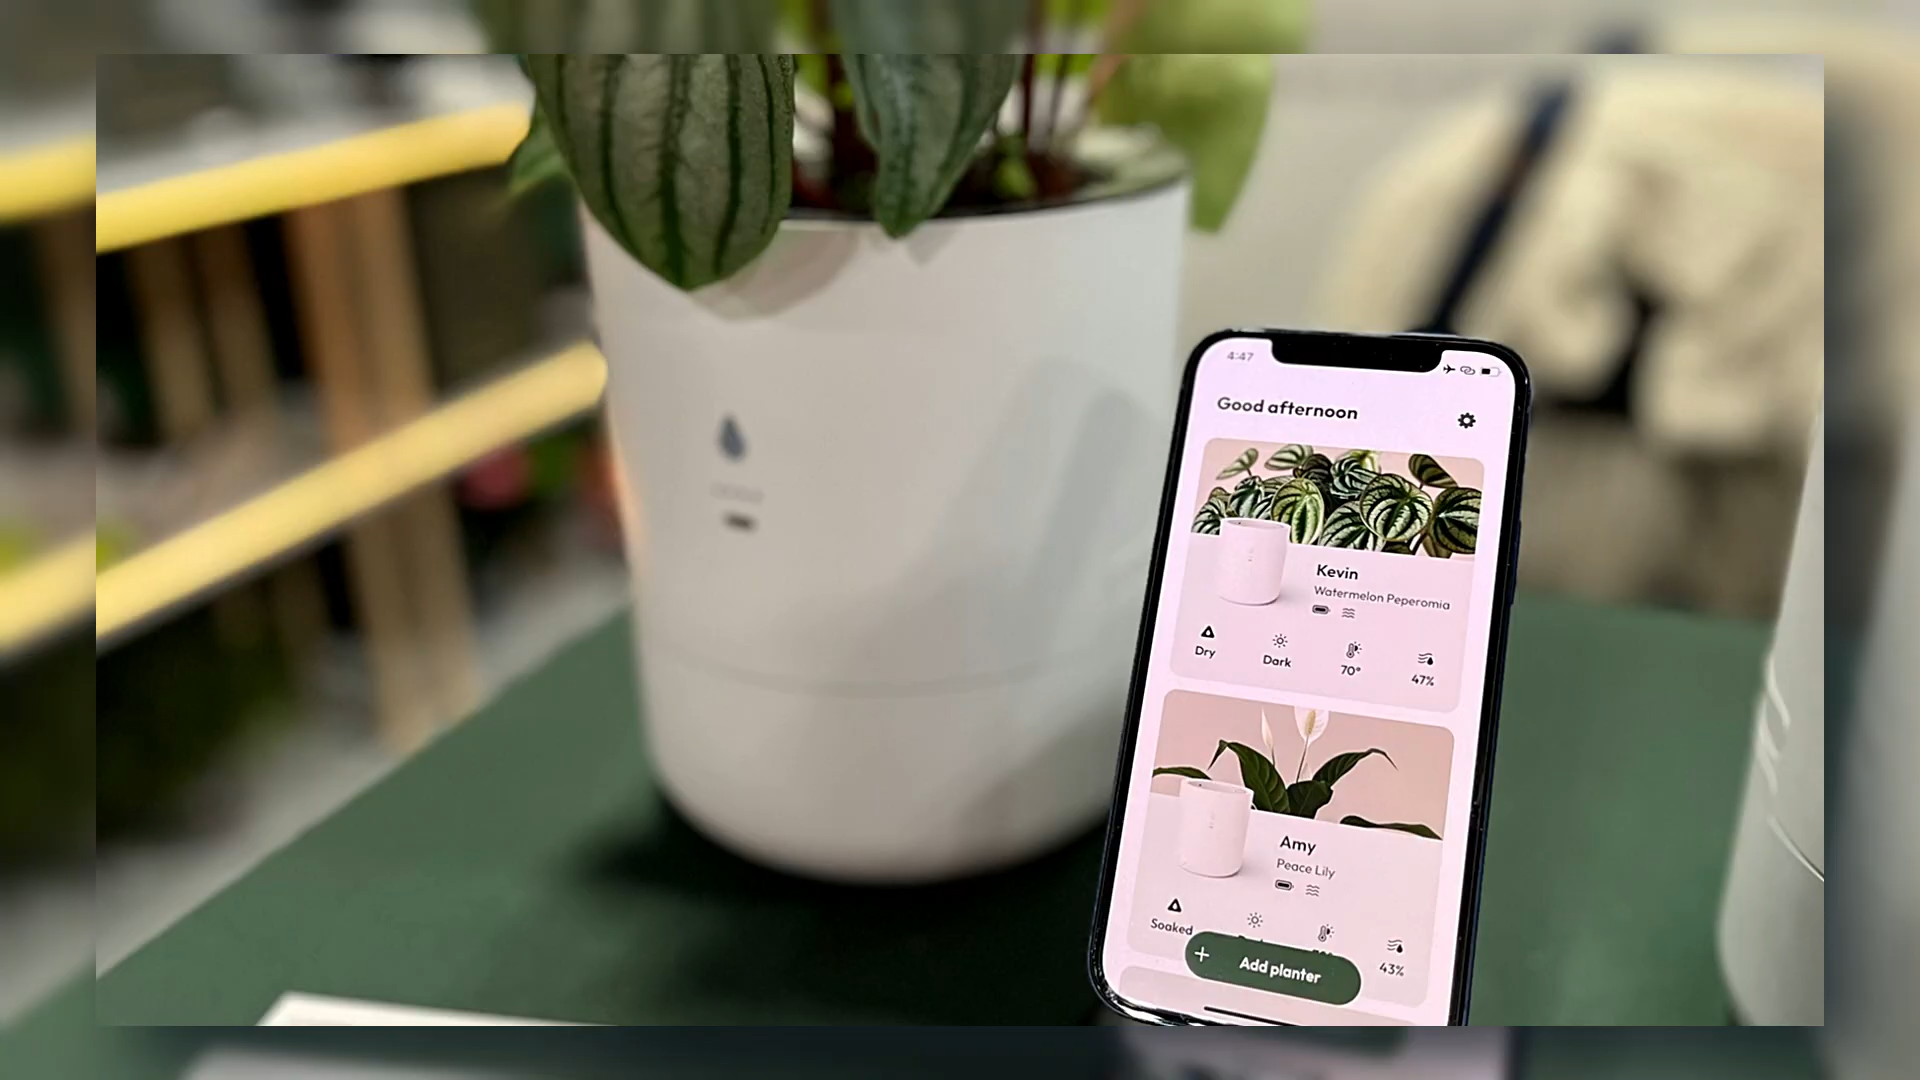 4:47
Good afternoon
Kevin
Watermelon Peperomia
Dry
Dark
70°
47%
Amy
Peace Lily
Soaked
43%
+ Add planter